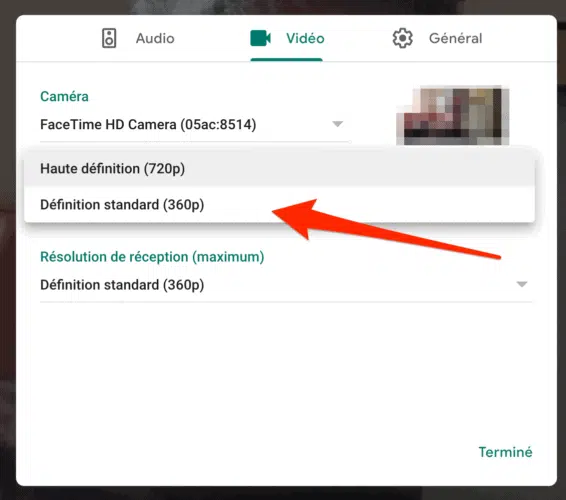 Audio
Vidéo
Général
Caméra
FaceTime HD Camera (05ac:8514)
Haute définition (720p)
Définition standard (360p)
Résolution de réception (maximum)
Définition standard (360p)
Terminé